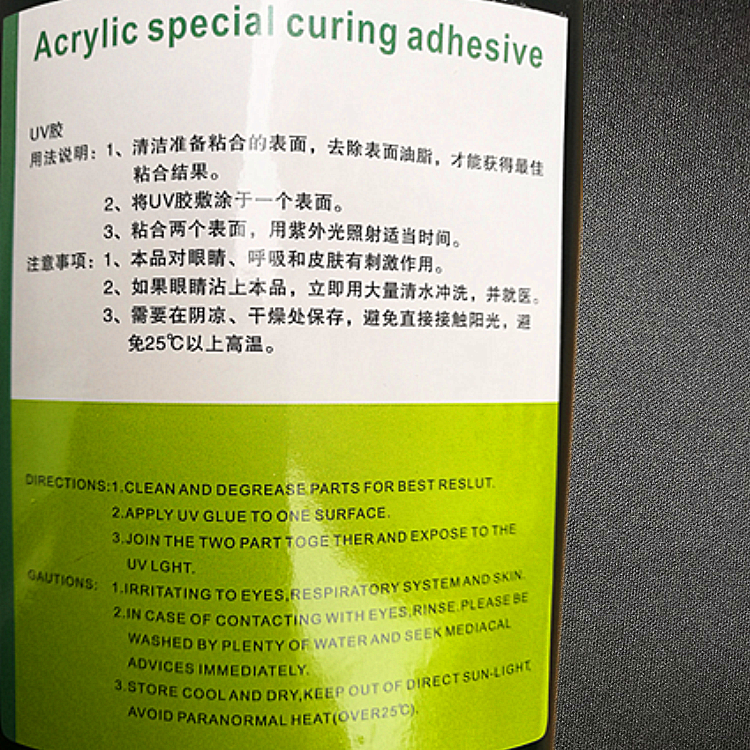 Acrylic special curing adhesive
UV胶
用法说明：1、清洁准备粘合的表面，去除表面油脂，才能获得最佳
粘合结果。
2、将UV胶敷涂于一个表面。
3、粘合两个表面，用紫外光照射适当时间。
注意事项：1、本品对眼睛、呼吸和皮肤有刺激作用。
2、如果眼睛沾上本品，立即用大量清水冲洗，并就医。
3、需要在阴凉、干燥处保存，避免直接接触阳光，避
免25℃以上高温。
DIRECTIONS:1.CLEAN AND DEGREASE PARTS FOR BEST RESLUT.
2.APPLY UV GLUE TO ONE SURFACE.
3.JOIN THE TWO PART TOGE THER AND EXPOSE TO THE
UV LGHT.
GAUTIONS: 1.IRRITATING TO EYES,RESPIRATORY SYSTEM AND SKIN.
2.IN CASE OF CONTACTING WITH EYES,RINSE.PLEASE BE
WASHED BY PLENTY OF WATER AND SEEK MEDIACAL
ADVICES IMMEDIATELY.
3.STORE COOL AND DRY,KEEP OUT OF DIRECT SUN-LIGHT,
AVOID PARANORMAL HEAT(OVER25℃).